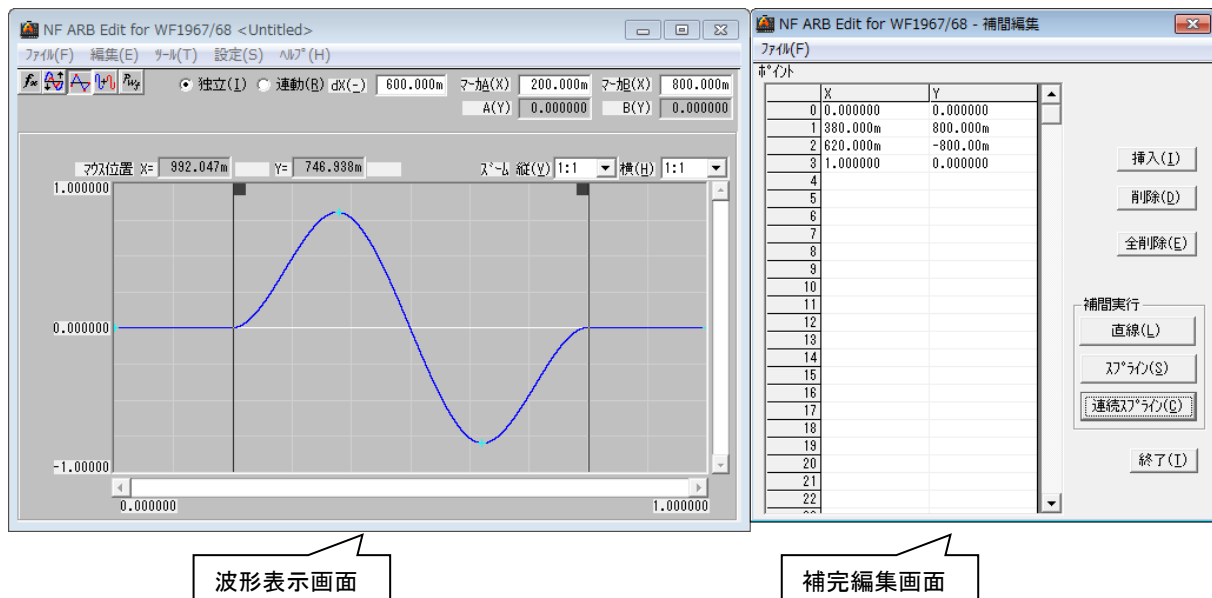 NF ARB Edit for WF1967/68 <Untitled>
ファイル(F) 編集(E) ツール(T) 設定(S) ヘルプ(H)
独立(I) 連動(R) dX(-) 600.000m マーカA(X) 200.000m マーカB(X) 800.000m
A(Y) 0.000000 B(Y) 0.000000
マウス位置 X= 992.047m Y= 746.938m ズーム 縦(V) 1:1 横(H) 1:1
1.000000
0.000000
-1.00000
0.000000 1.000000
波形表示画面
NF ARB Edit for WF1967/68 - 補間編集
ファイル(F)
ポイント
X Y
0 0.000000 0.000000
1 380.000m 800.000m
2 620.000m -800.00m
3 1.000000 0.000000
4
5
6
7
8
9
10
11
12
13
14
15
16
17
18
19
20
21
22
挿入(I)
削除(D)
全削除(E)
補間実行
直線(L)
スプライン(S)
連続スプライン(C)
終了(T)
補完編集画面